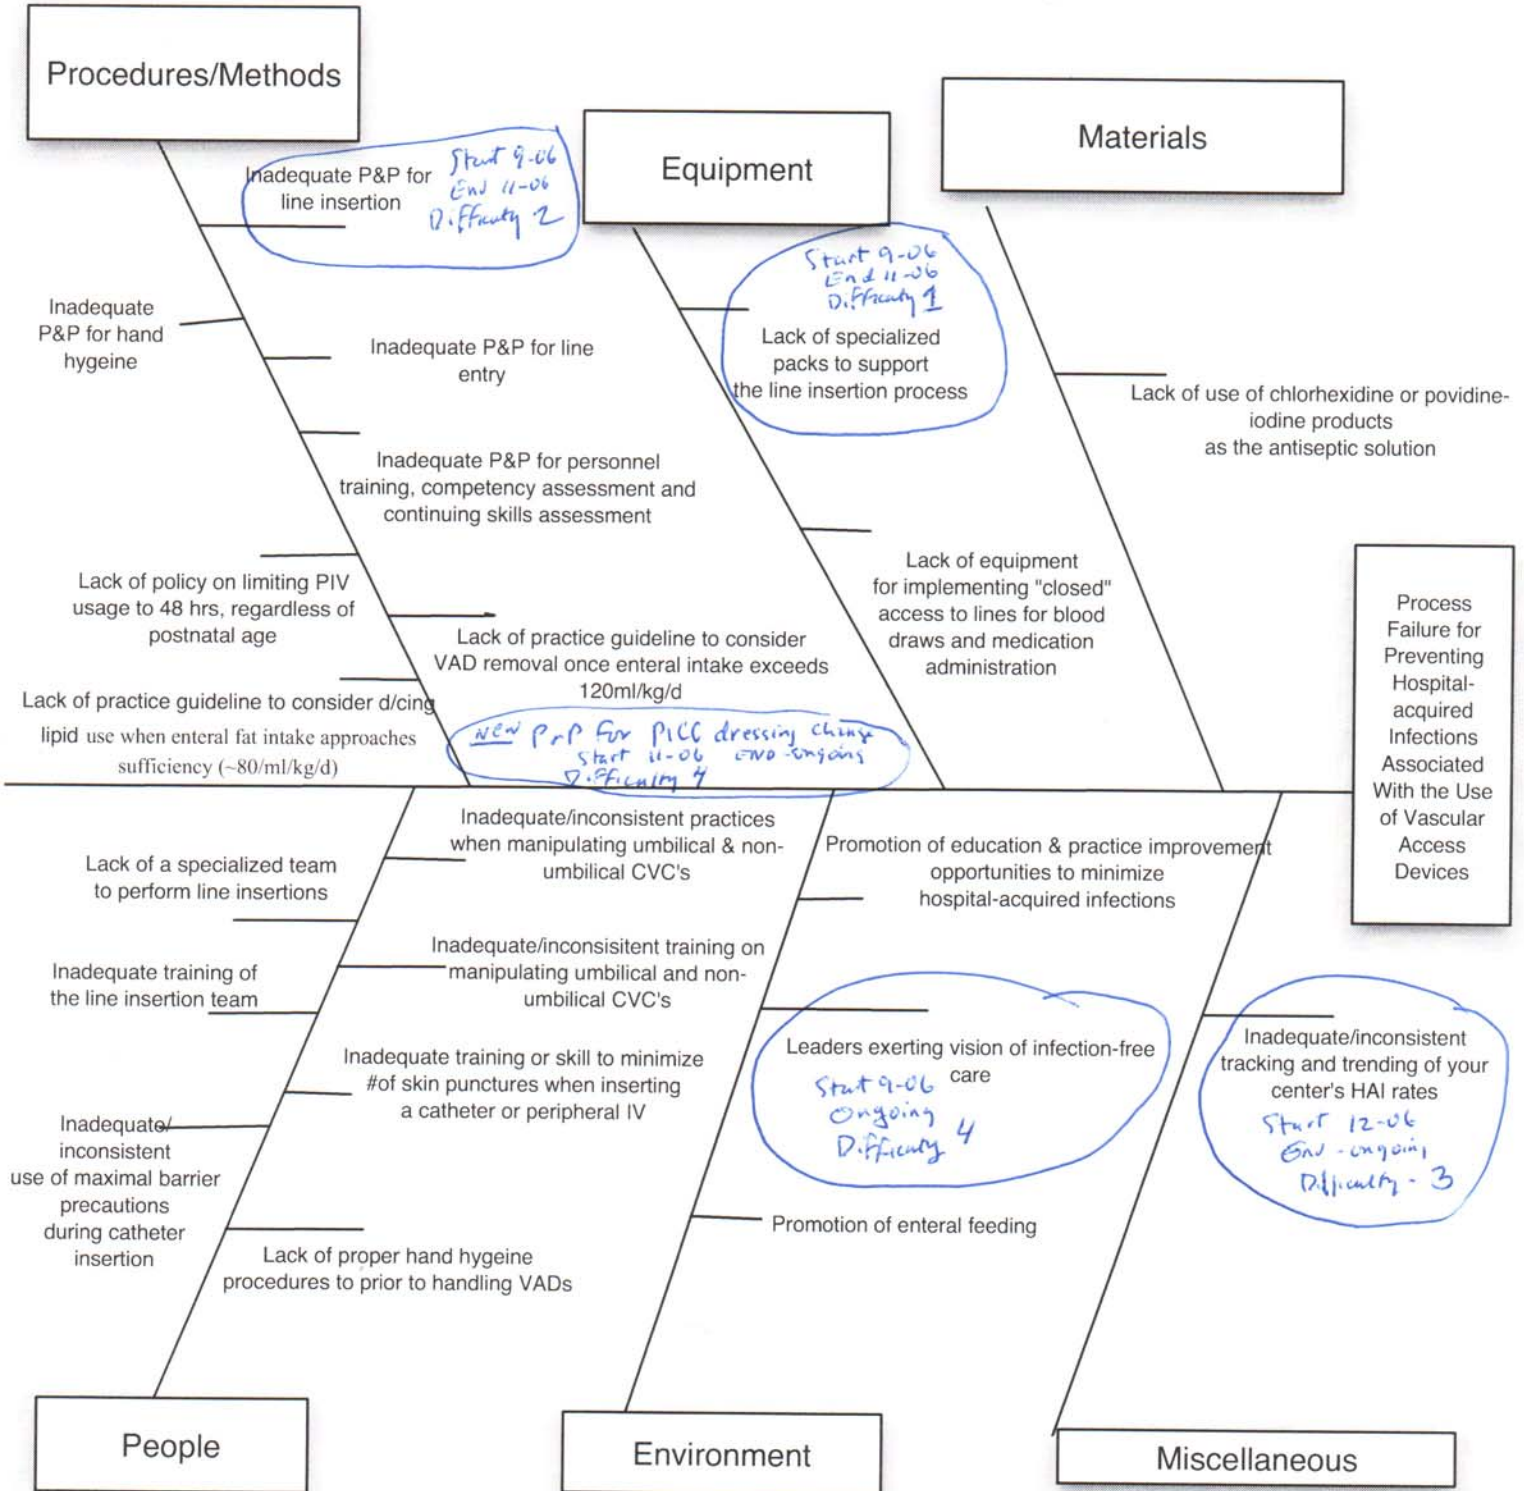 Procedures/Methods
Equipment
Materials
Inadequate P&P for
line insertion
Start 9-06
End 11-06
Difficulty 2
Inadequate
P&P for hand
hygeine
Inadequate P&P for line
entry
Inadequate P&P for personnel
training, competency assessment and
continuing skills assessment
Lack of policy on limiting PIV
usage to 48 hrs, regardless of
postnatal age
Lack of practice guideline to consider
VAD removal once enteral intake exceeds
120ml/kg/d
Lack of practice guideline to consider d/cing
lipid use when enteral fat intake approaches
sufficiency (~80/ml/kg/d)
NEW PnP for PICC dressing change
Start 11-06 END-ongoing
Difficulty 4
Start 9-06
End 11-06
Difficulty 1
Lack of specialized
packs to support
the line insertion process
Lack of equipment
for implementing "closed"
access to lines for blood
draws and medication
administration
Lack of use of chlorhexidine or povidine-
iodine products
as the antiseptic solution
Process
Failure for
Preventing
Hospital-
acquired
Infections
Associated
With the Use
of Vascular
Access
Devices
Inadequate/inconsistent practices
when manipulating umbilical & non-
umbilical CVC's
Lack of a specialized team
to perform line insertions
Inadequate/inconsisitent training on
manipulating umbilical and non-
umbilical CVC's
Inadequate training of
the line insertion team
Inadequate training or skill to minimize
#of skin punctures when inserting
a catheter or peripheral IV
Inadequate/
inconsistent
use of maximal barrier
precautions
during catheter
insertion
Lack of proper hand hygeine
procedures to prior to handling VADs
Promotion of education & practice improvement
opportunities to minimize
hospital-acquired infections
Leaders exerting vision of infection-free
care
Start 9-06
Ongoing
Difficulty 4
Promotion of enteral feeding
Inadequate/inconsistent
tracking and trending of your
center's HAI rates
Start 12-06
End -ongoing
Difficulty - 3
People
Environment
Miscellaneous